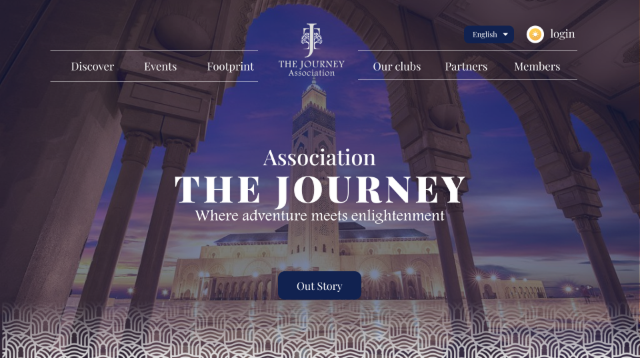 English
login
Discover
Events
Footprint
THE JOURNEY
Association
Our clubs
Partners
Members
Association
THE JOURNEY
Where adventure meets enlightenment
Out Story